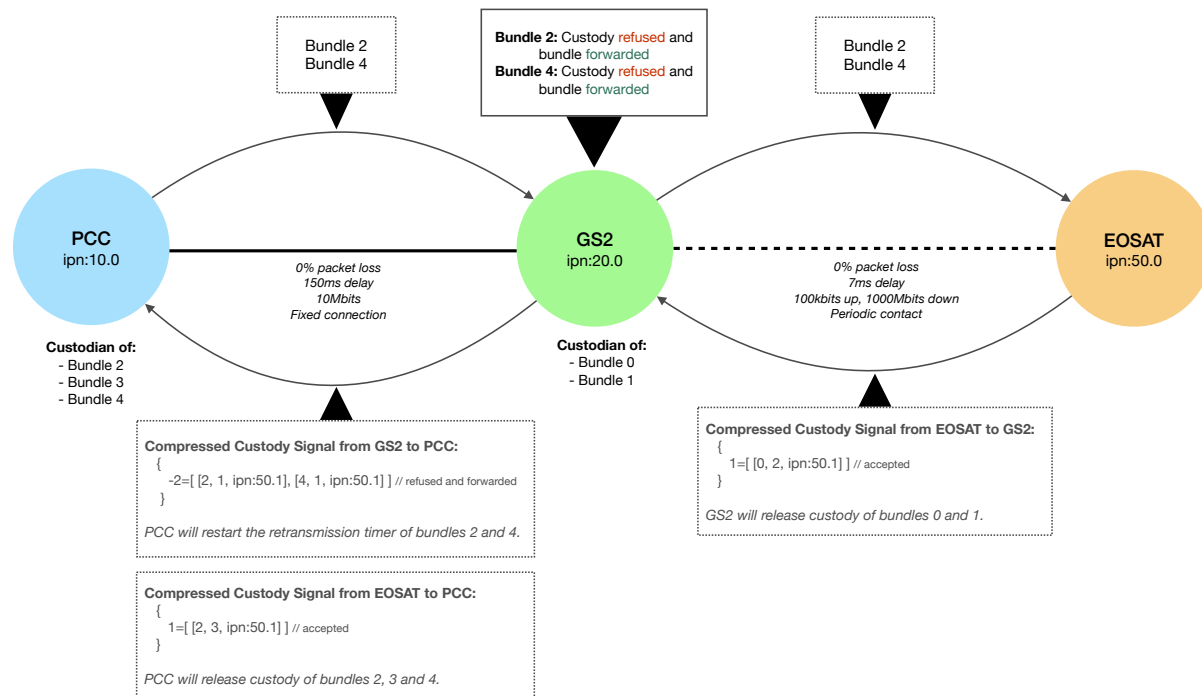 Bundle 2
Bundle 4
Bundle 2: Custody refused and
bundle forwarded
Bundle 4: Custody refused and
bundle forwarded
Bundle 2
Bundle 4
PCC
ipn:10.0
GS2
ipn:20.0
EOSAT
ipn:50.0
0% packet loss
150ms delay
10Mbits
Fixed connection
0% packet loss
7ms delay
100kbits up, 1000Mbits down
Periodic contact
Custodian of:
- Bundle 2
- Bundle 3
- Bundle 4
Custodian of:
- Bundle 0
- Bundle 1
Compressed Custody Signal from GS2 to PCC:
{
-2=[ [2, 1, ipn:50.1], [4, 1, ipn:50.1] ] // refused and forwarded
}
PCC will restart the retransmission timer of bundles 2 and 4.
Compressed Custody Signal from EOSAT to GS2:
{
1=[ [0, 2, ipn:50.1] ] // accepted
}
GS2 will release custody of bundles 0 and 1.
Compressed Custody Signal from EOSAT to PCC:
{
1=[ [2, 3, ipn:50.1] ] // accepted
}
PCC will release custody of bundles 2, 3 and 4.